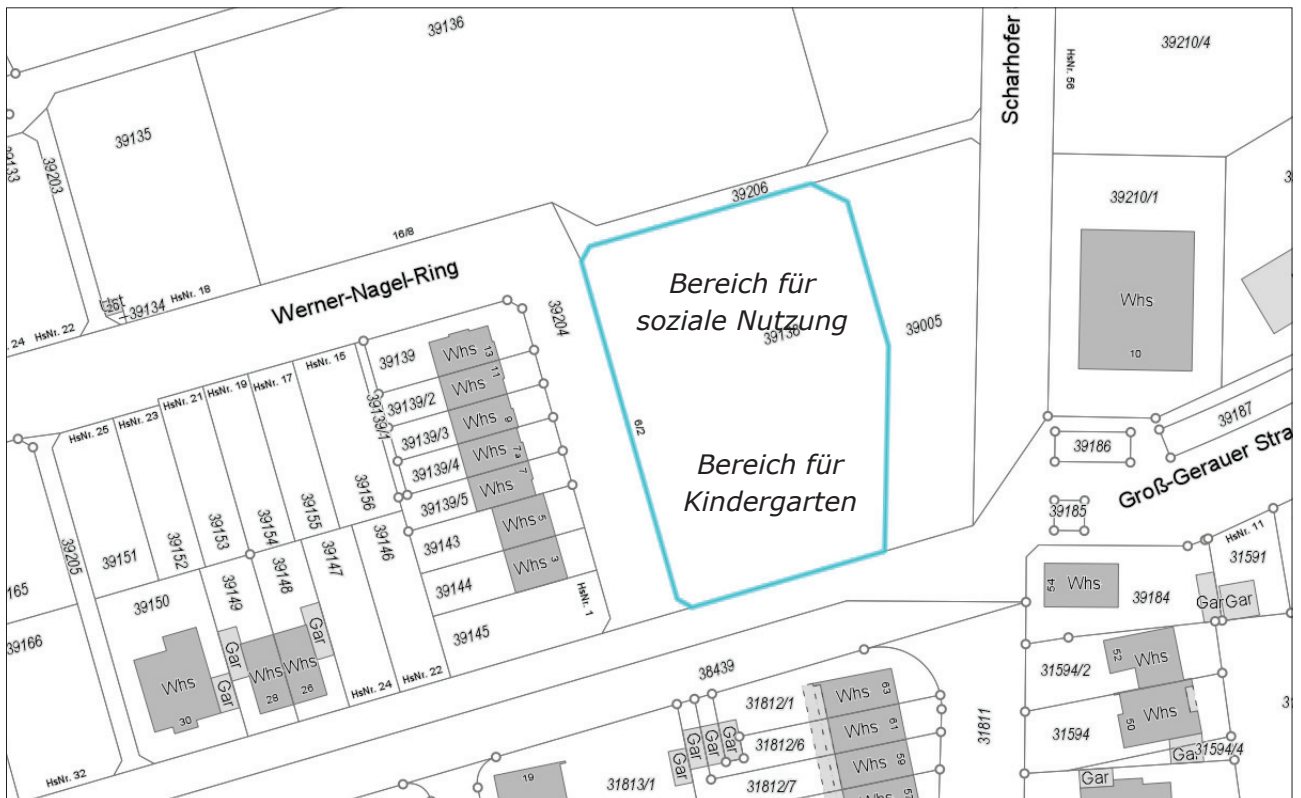 39136
39210/4
Scharhofer
HsNr. 56
39135
39133
39203
39206
39210/1
16/8
Werner-Nagel-Ring
Bereich für
soziale Nutzung
39138
39005
Whs
10
HsNr. 18
39134
24
HsNr. 22
39204
HsNr. 15
HsNr. 17
HsNr. 19
HsNr. 21
HsNr. 23
HsNr. 25
39139
Whs
13
11
39139/2
Whs
39139/1
39139/3
Whs
9
39139/4
Whs
7a
7
39139/5
Whs
6/2
Bereich für
Kindergarten
39187
39186
Groß-Gerauer Stra
39185
39156
39155
39154
39153
39152
39151
39205
39143
Whs
5
39144
Whs
3
39145
HsNr. 1
39146
39147
39148
39149
39150
39166
Gar
Gar
Gar
Whs
30
Whs
28
Whs
26
HsNr. 24
HsNr. 22
HsNr. 32
HsNr. 11
31591
54
Whs
39184
Gar
Gar
31594/2
52
Whs
31594
50
Whs
Gar
31594/4
Gar
31811
38439
31812/1
Whs
63
31812/6
Whs
61
31812/7
Whs
59
57
Gar
Gar
Gar
Gar
31813/1
19